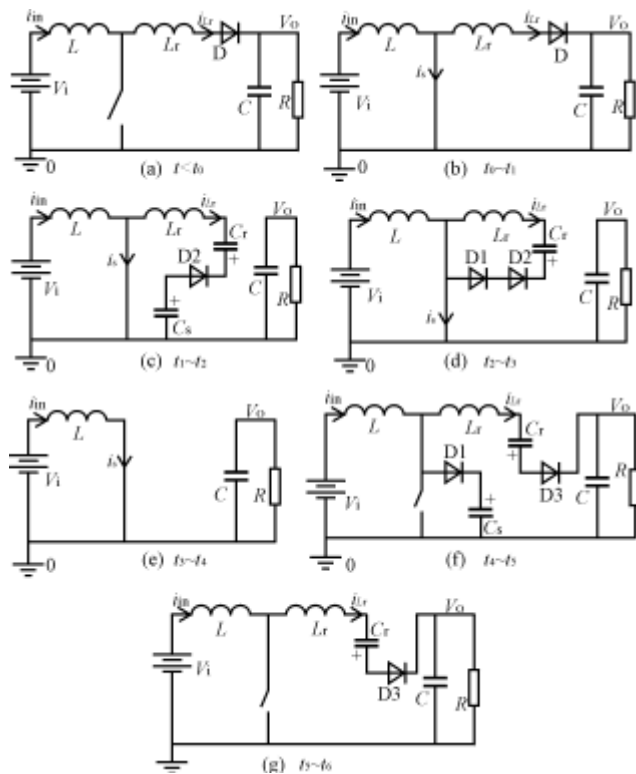 iin L iLr Lr D Vo
Vi C R
0 (a) t<t0
iin L iLr Lr D Vo
is Vi C R
0 (b) t0~t1
iin L iLr Lr Cr + Vo
is D2 Vi + Cs C R
0 (c) t1~t2
iin L iLr Lr Cr + Vo
D1 D2 Vi is C R
0 (d) t2~t3
iin L Vo
is Vi C R
0 (e) t3~t4
iin L iLr Lr Cr + Vo
D1 D3 Vi + Cs C R
0 (f) t4~t5
iin L iLr Lr Cr + Vo
Vi D3 C R
0 (g) t5~t6